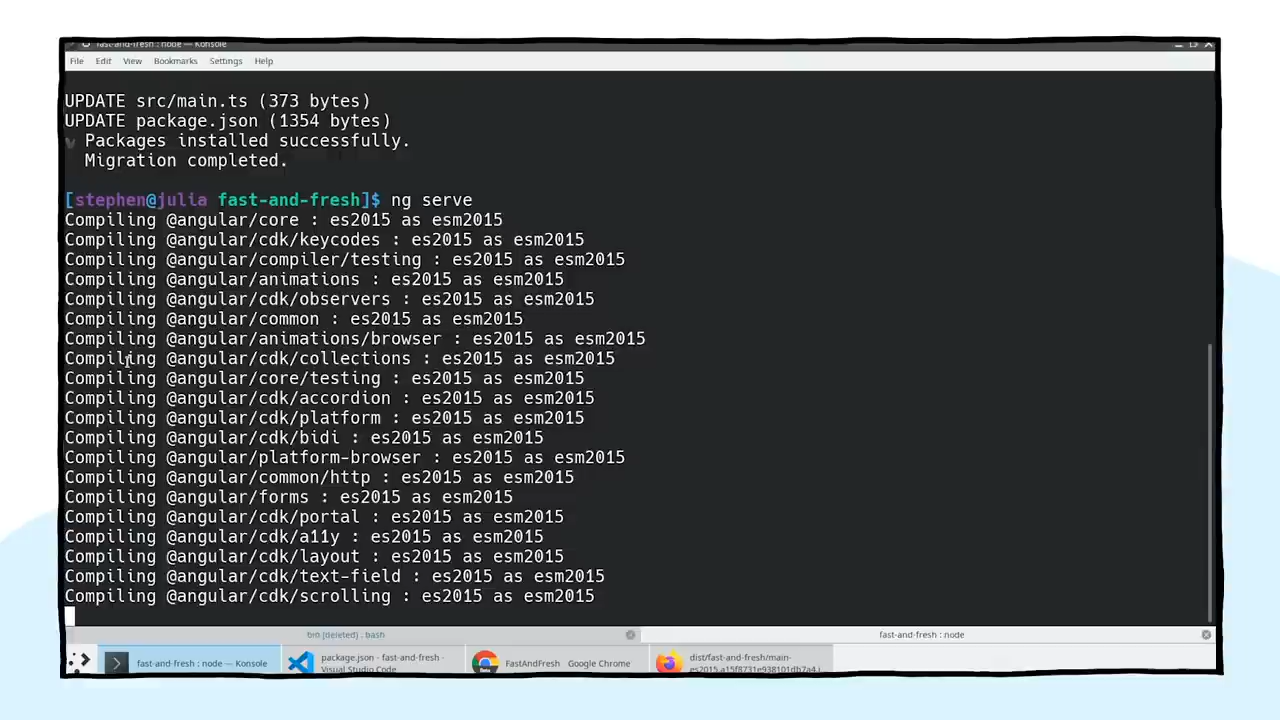 fast-and-fresh : node — Konsole
File Edit View Bookmarks Settings Help
UPDATE src/main.ts (373 bytes)
UPDATE package.json (1354 bytes)
Packages installed successfully.
Migration completed.
[stephen@julia fast-and-fresh]$ ng serve
Compiling @angular/core : es2015 as esm2015
Compiling @angular/cdk/keycodes : es2015 as esm2015
Compiling @angular/compiler/testing : es2015 as esm2015
Compiling @angular/animations : es2015 as esm2015
Compiling @angular/cdk/observers : es2015 as esm2015
Compiling @angular/common : es2015 as esm2015
Compiling @angular/animations/browser : es2015 as esm2015
Compiling @angular/cdk/collections : es2015 as esm2015
Compiling @angular/core/testing : es2015 as esm2015
Compiling @angular/cdk/accordion : es2015 as esm2015
Compiling @angular/cdk/platform : es2015 as esm2015
Compiling @angular/cdk/bidi : es2015 as esm2015
Compiling @angular/platform-browser : es2015 as esm2015
Compiling @angular/common/http : es2015 as esm2015
Compiling @angular/forms : es2015 as esm2015
Compiling @angular/cdk/portal : es2015 as esm2015
Compiling @angular/cdk/a11y : es2015 as esm2015
Compiling @angular/cdk/layout : es2015 as esm2015
Compiling @angular/cdk/text-field : es2015 as esm2015
Compiling @angular/cdk/scrolling : es2015 as esm2015
(deleted) : bash
fast-and-fresh : node
fast-and-fresh : node — Konsole
package.json - fast-and-fresh -
Visual Studio Code
Beta
FastAndFresh Google Chrome
dist/fast-and-fresh/main-